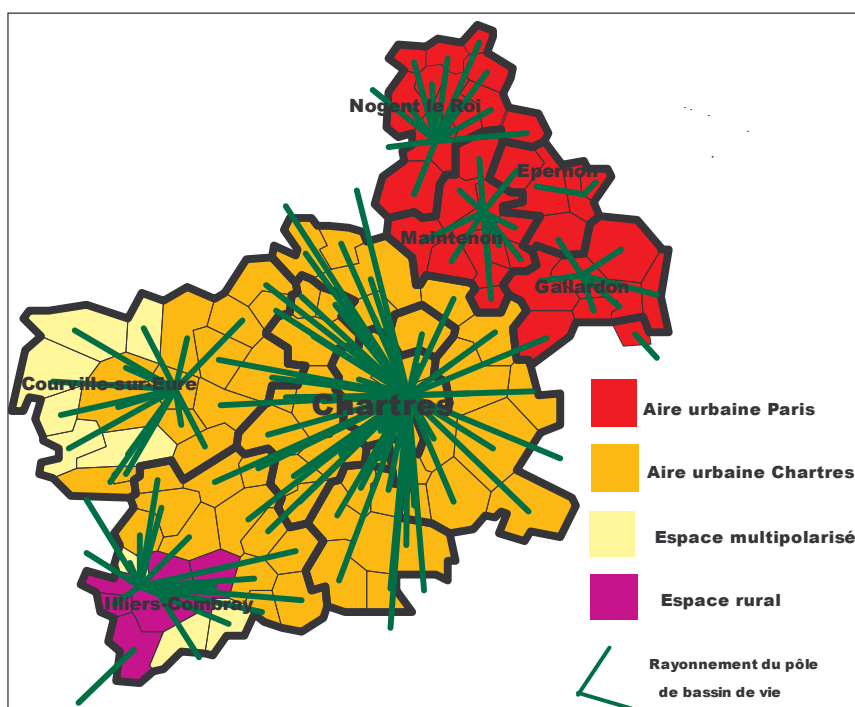 Nogent le Roi
Epernon
Maintenon
Gallardon
Courville-sur-Eure
Chartres
Illiers-Combray
Aire urbaine Paris
Aire urbaine Chartres
Espace multipolarisé
Espace rural
Rayonnement du pôle
de bassin de vie